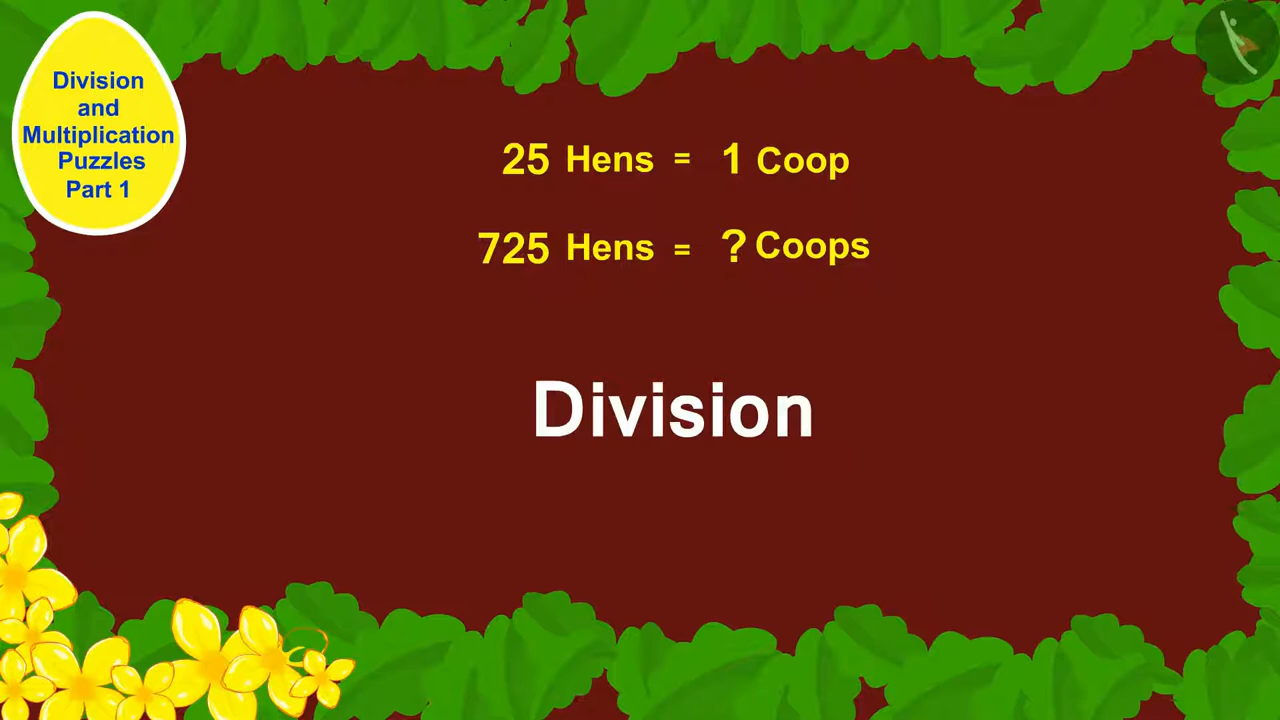 Division
and
Multiplication
Puzzles
Part 1
25 Hens = 1 Coop
725 Hens = ? Coops
Division